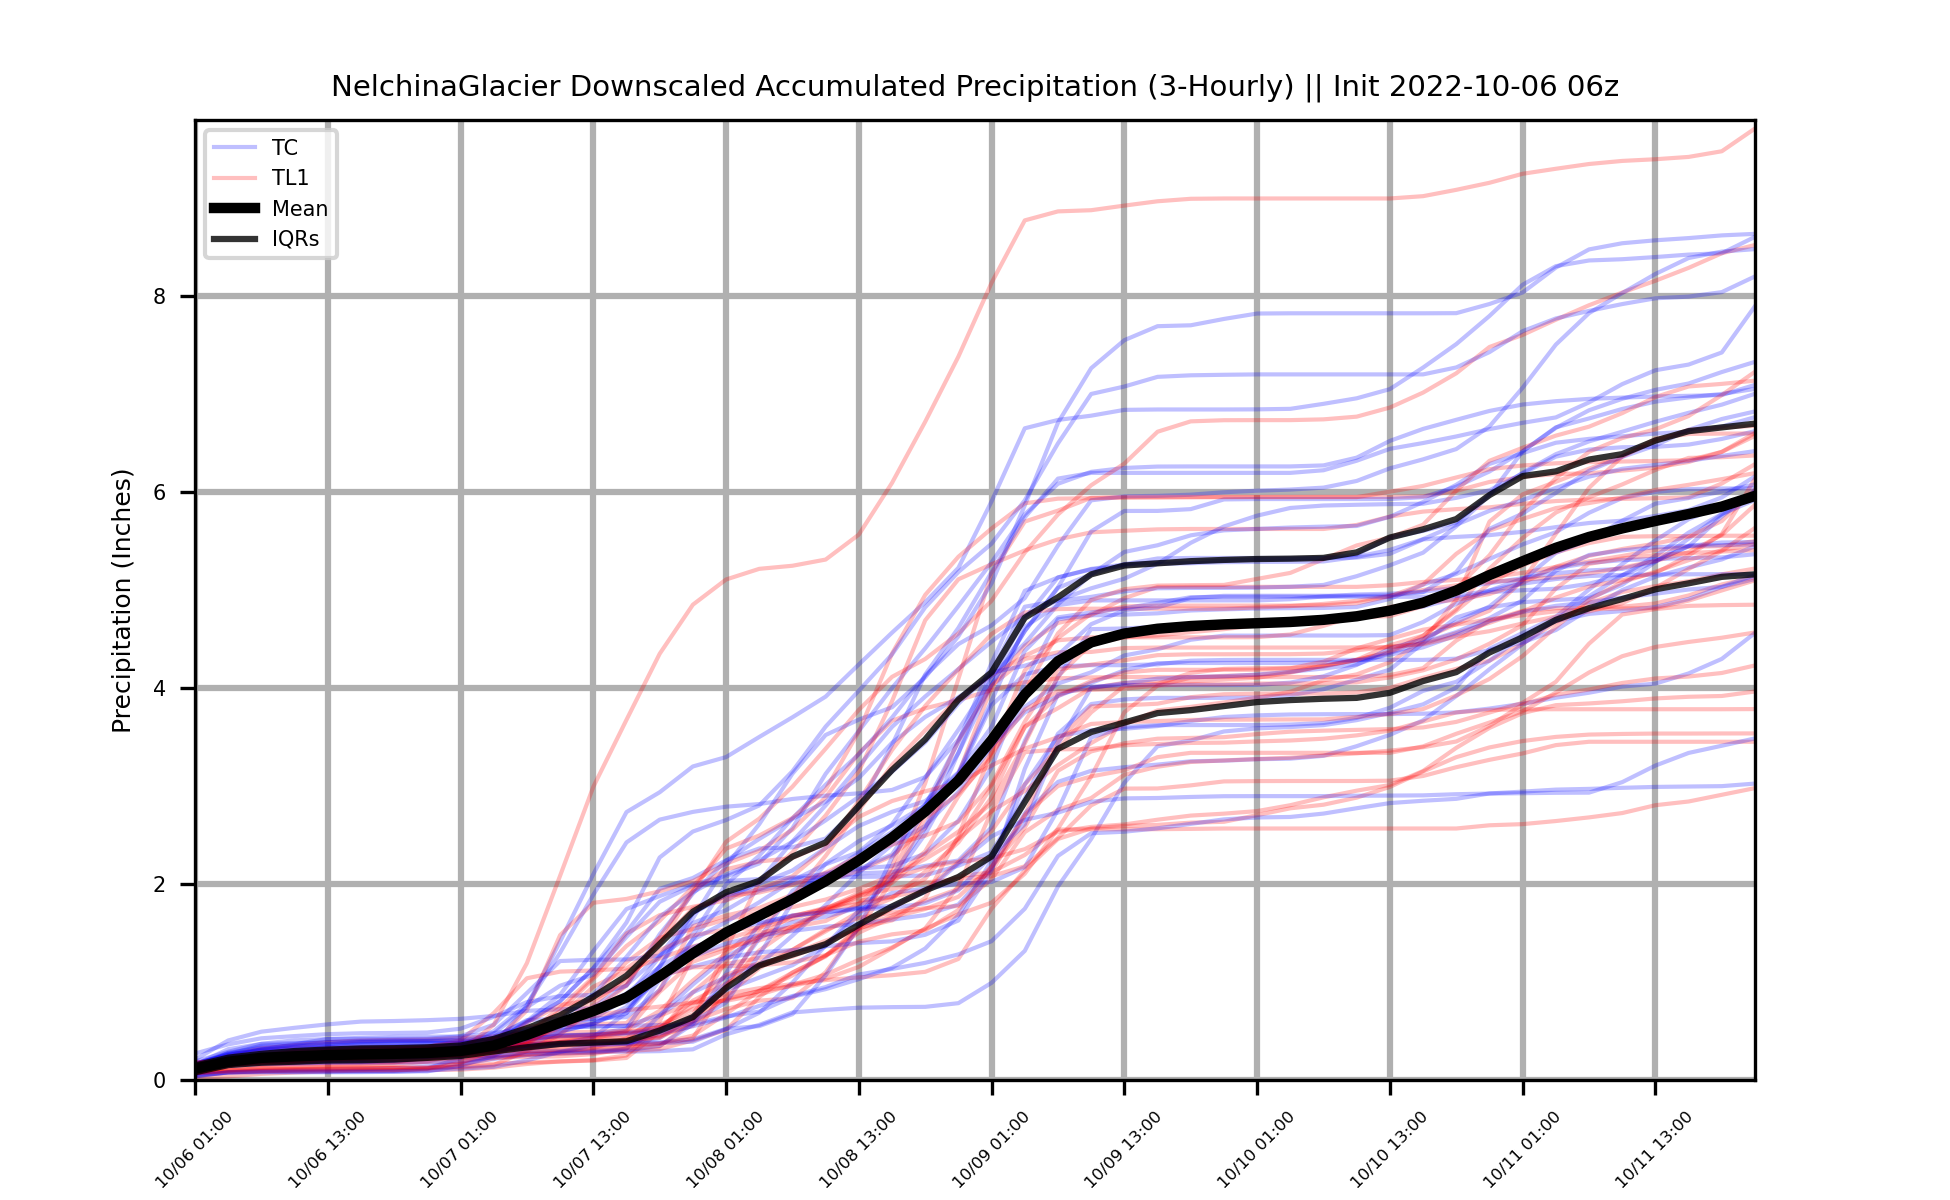 NelchinaGlacier Downscaled Accumulated Precipitation (3-Hourly) || Init 2022-10-06 06z
TC
TL1
Mean
IQRs
Precipitation (Inches)
8
6
4
2
0
10/06 01:00
10/06 13:00
10/07 01:00
10/07 13:00
10/08 01:00
10/08 13:00
10/09 01:00
10/09 13:00
10/10 01:00
10/10 13:00
10/11 01:00
10/11 13:00